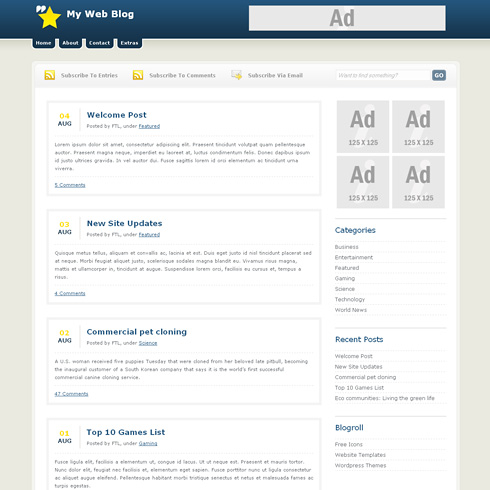 My Web Blog
Ad
Home About Contact Extras
Subscribe To Entries Subscribe To Comments Subscribe Via Email
Want to find something? GO
04
AUG
Welcome Post
Posted by FTL, under Featured
Lorem ipsum dolor sit amet, consectetur adipiscing elit. Praesent tincidunt volutpat quam pellentesque
auctor. Praesent magna neque, imperdiet eu laoreet at, luctus condimentum felis. Donec dapibus ipsum
id justo ultricies gravida. In vel auctor dui. Fusce sagittis lorem id orci elementum ac tincidunt urna
viverra.
5 Comments
03
AUG
New Site Updates
Posted by FTL, under Featured
Quisque metus tellus, aliquam et convallis ac, lacinia et est. Duis eget justo id nisl tincidunt placerat sed
at neque. Morbi feugiat aliquet justo, scelerisque sodales magna blandit eu. Vivamus risus magna,
mattis et ullamcorper in, tincidunt at augue. Suspendisse lorem orci, facilisis eu cursus et, tempus a
risus.
4 Comments
02
AUG
Commercial pet cloning
Posted by FTL, under Science
A U.S. woman received five puppies Tuesday that were cloned from her beloved late pitbull, becoming
the inaugural customer of a South Korean company that says it is the world's first successful
commercial canine cloning service.
47 Comments
01
AUG
Top 10 Games List
Posted by FTL, under Gaming
Fusce ligula elit, facilisis a elementum ut, congue id lacus. Ut ut neque est. Praesent et mauris tortor.
Nunc dolor elit, feugiat nec facilisis et, elementum eget sapien. Fusce porttitor nunc ut ligula consectetur
at aliquet augue eleifend. Pellentesque habitant morbi tristique senectus et netus et malesuada fames ac
turpis egestas.
Ad Ad
125 X 125 125 X 125
Ad Ad
125 X 125 125 X 125
Categories
Business
Entertainment
Featured
Gaming
Science
Technology
World News
Recent Posts
Welcome Post
New Site Updates
Commercial pet cloning
Top 10 Games List
Eco communities: Living the green life
Blogroll
Free Icons
Website Templates
Wordpress Themes